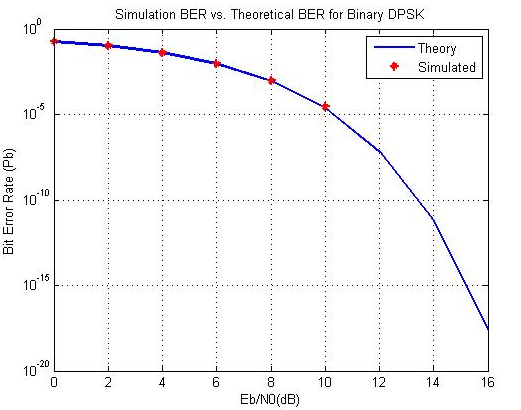 Simulation BER vs. Theoretical BER for Binary DPSK
10^0
Theory
Simulated
10^-5
Bit Error Rate (Pb)
10^-10
10^-15
10^-20
0 2 4 6 8 10 12 14 16
Eb/N0(dB)